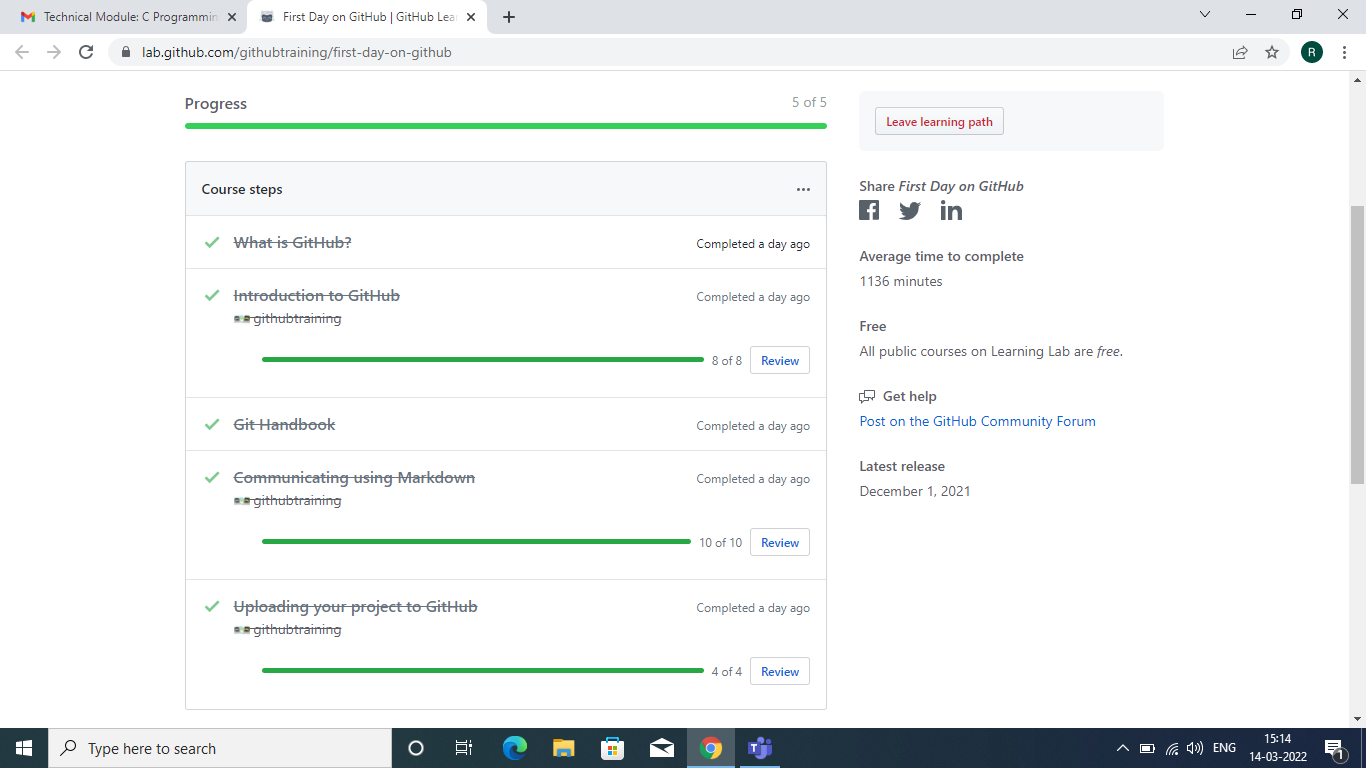 Technical Module: C Programmin
First Day on GitHub | GitHub Lea
lab.github.com/githubtraining/first-day-on-github
R
Progress
5 of 5
Course steps
What is GitHub?
Completed a day ago
Introduction to GitHub
Completed a day ago
githubtraining
8 of 8
Review
Git Handbook
Completed a day ago
Communicating using Markdown
Completed a day ago
githubtraining
10 of 10
Review
Uploading your project to GitHub
Completed a day ago
githubtraining
4 of 4
Review
Leave learning path
Share First Day on GitHub
Average time to complete
1136 minutes
Free
All public courses on Learning Lab are free.
Get help
Post on the GitHub Community Forum
Latest release
December 1, 2021
Type here to search
ENG
15:14
14-03-2022
1